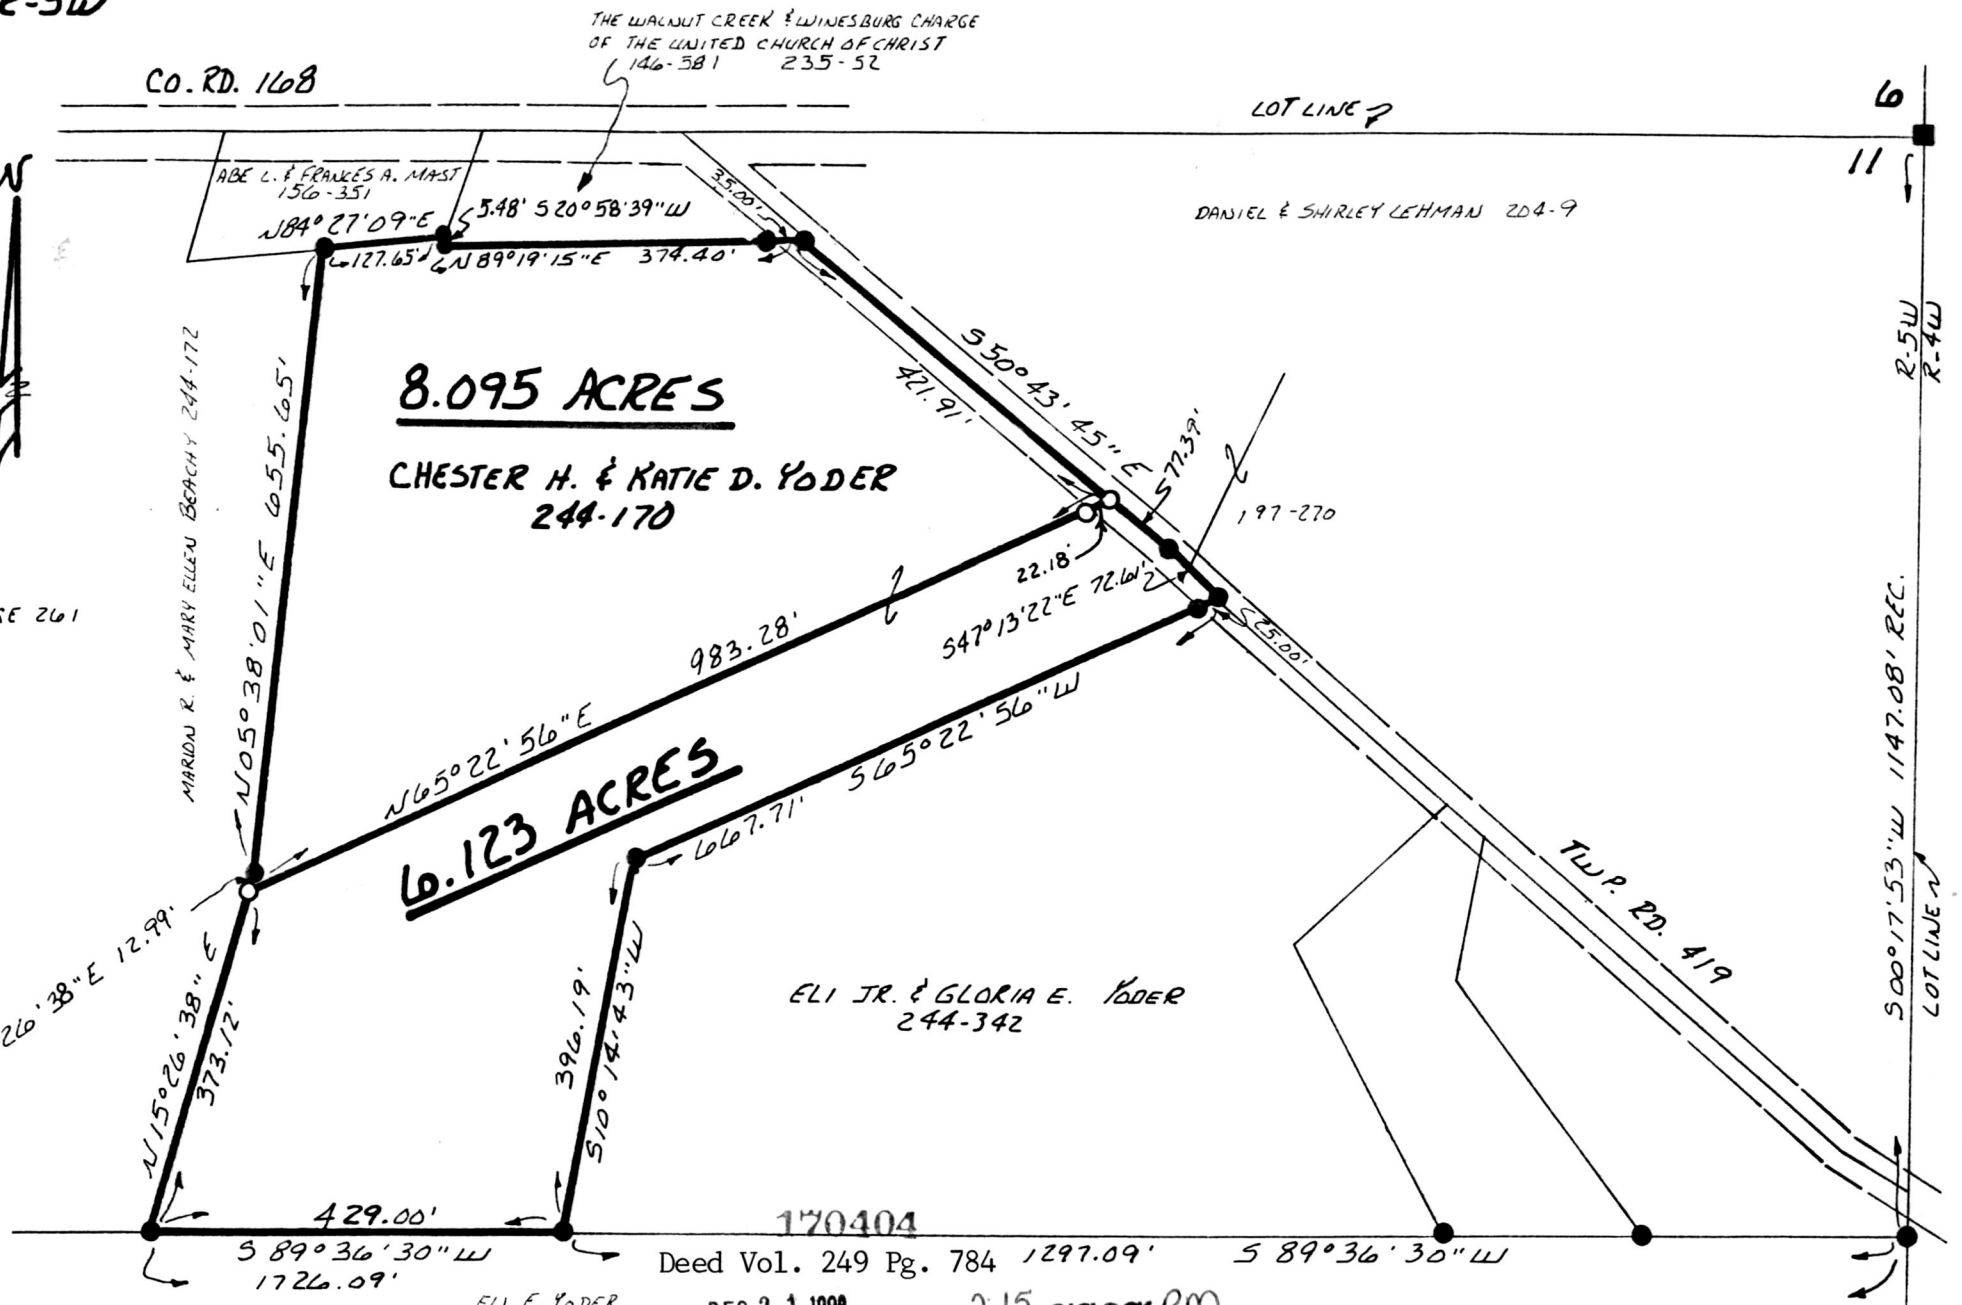 THE WALNUT CREEK & WINESBURG CHARGE
OF THE UNITED CHURCH OF CHRIST
146-381 235-52
CO. RD. 168
LOT LINE
6
11
ABE L. & FRANCES A. MAST
156-351
N84°27'09"E
127.65'
5.48' S20°58'39"W
N89°19'15"E 374.40'
35.00'
DANIEL & SHIRLEY LEHMAN 204-9
R-5W
R-4W
MARION R. & MARY ELLEN BEACHY 244-172
N05°38'01"E 655.65'
8.095 ACRES
CHESTER H. & KATIE D. YODER
244-170
S50°43'45"E
421.91'
577.39'
197-270
22.18'
S47°13'22"E 72.61'
25.00'
983.28'
N65°22'56"E
6.123 ACRES
S65°22'56"W
667.71'
261
26'38"E 12.99'
N15°26'38"E
373.12'
396.19'
S10°14'43"W
ELI JR. & GLORIA E. YODER
244-342
TWP. RD. 419
S00°17'53"W 1147.08' REC.
LOT LINE
429.00'
S 89°36'30"W
1726.09'
170404
Deed Vol. 249 Pg. 784
1297.09' S 89°36'30"W
ELI E. YODER